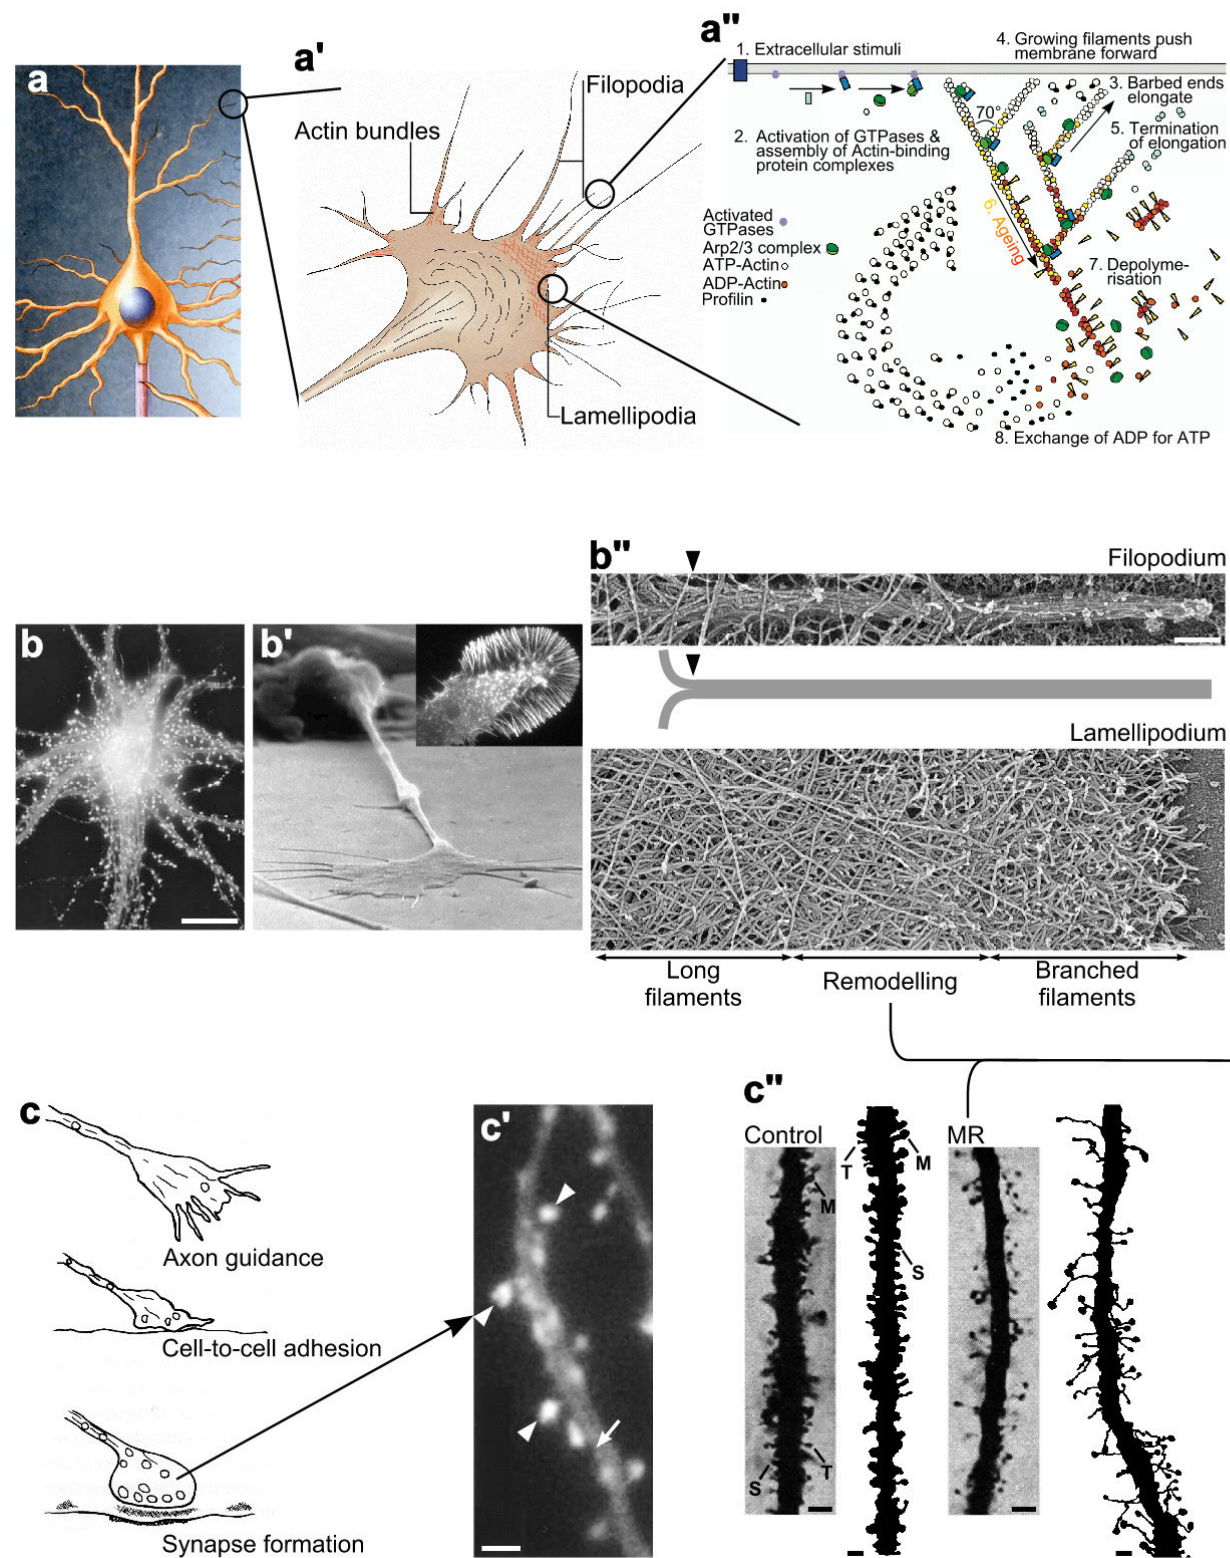 a
a'
Actin bundles
Filopodia
Lamellipodia
a"
1. Extracellular stimuli
4. Growing filaments push
membrane forward
3. Barbed ends
elongate
70°
5. Termination
of elongation
2. Activation of GTPases &
assembly of Actin-binding
protein complexes
6. Ageing
Activated
GTPases
Arp2/3 complex
ATP-Actin
ADP-Actin
Profilin
7. Depolyme-
risation
8. Exchange of ADP for ATP
b
b'
b"
Filopodium
Lamellipodium
Long
filaments
Remodelling
Branched
filaments
c
Axon guidance
Cell-to-cell adhesion
Synapse formation
c'
c"
Control
MR
T
M
M
S
S
T